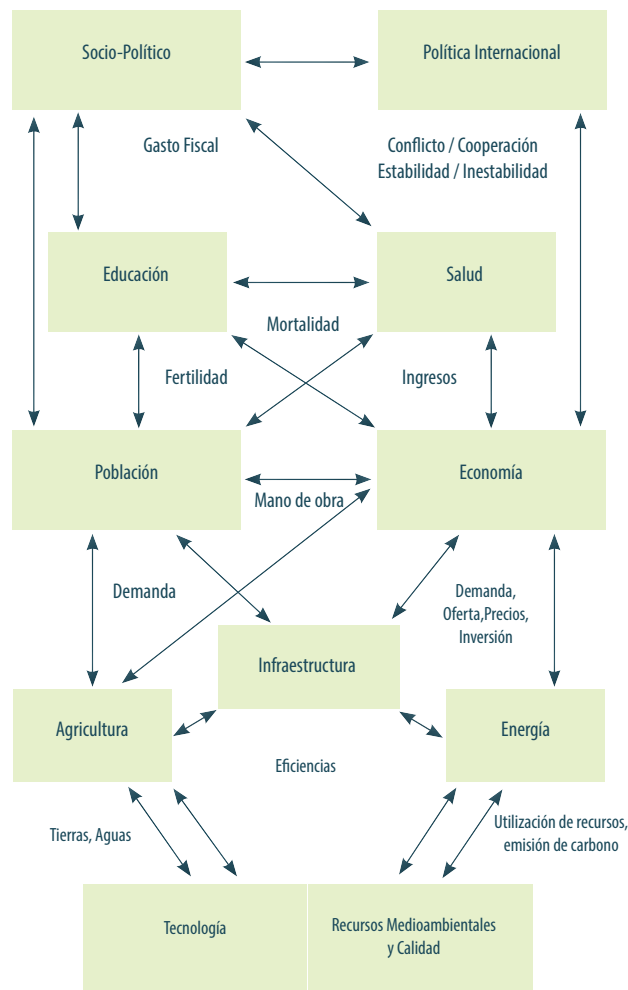 Socio-Político
Política Internacional
Gasto Fiscal
Conflicto / Cooperación
Estabilidad / Inestabilidad
Educación
Salud
Mortalidad
Fertilidad
Ingresos
Población
Economía
Mano de obra
Demanda
Demanda,
Oferta,Precios,
Inversión
Infraestructura
Agricultura
Energía
Eficiencias
Tierras, Aguas
Utilización de recursos,
emisión de carbono
Tecnología
Recursos Medioambientales
y Calidad